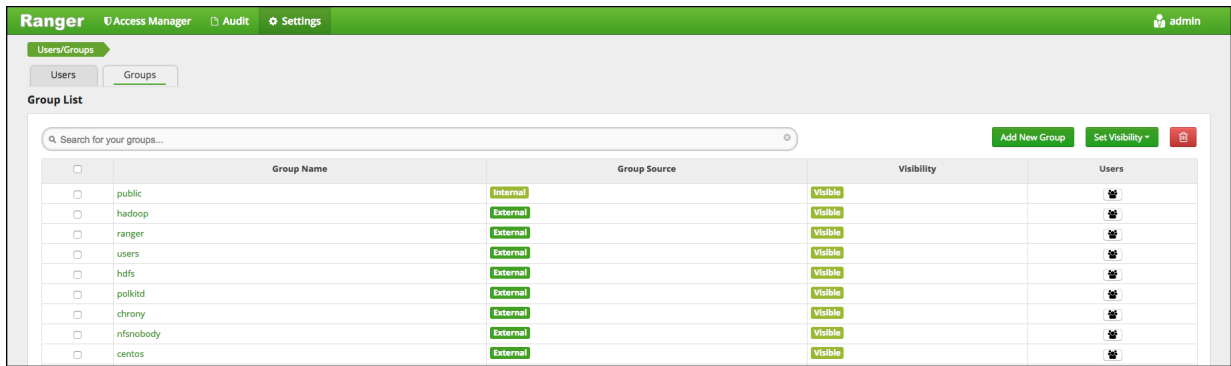 Ranger Access Manager Audit Settings admin
Users/Groups
Users Groups
Group List
Search for your groups... Add New Group Set Visibility
Group Name Group Source Visibility Users
public Internal Visible
hadoop External Visible
ranger External Visible
users External Visible
hdfs External Visible
polkitd External Visible
chrony External Visible
nfsnobody External Visible
centos External Visible